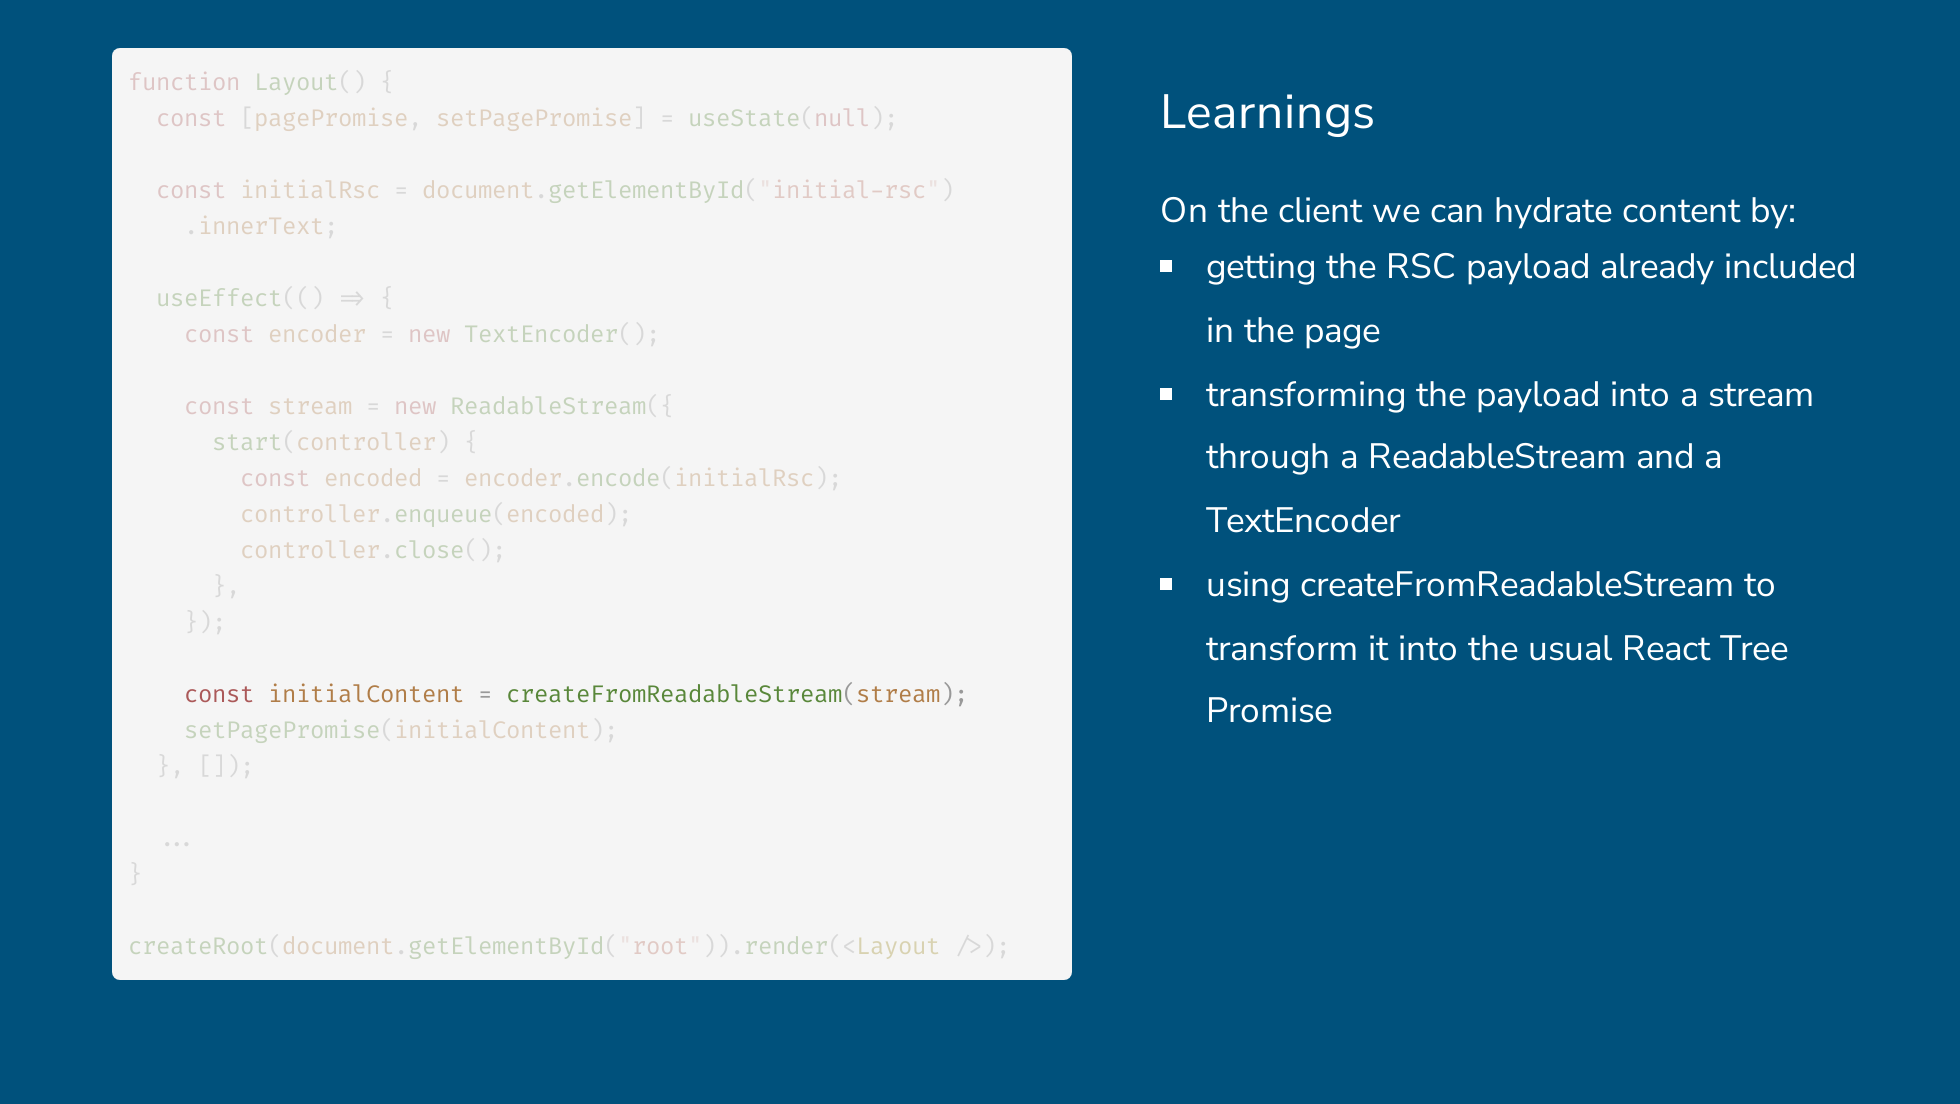 function Layout() {
  const [pagePromise, setPagePromise] = useState(null);

  const initialRsc = document.getElementById("initial-rsc")
    .innerText;

  useEffect(() => {
    const encoder = new TextEncoder();

    const stream = new ReadableStream({
      start(controller) {
        const encoded = encoder.encode(initialRsc);
        controller.enqueue(encoded);
        controller.close();
      },
    });

    const initialContent = createFromReadableStream(stream);
    setPagePromise(initialContent);
  }, []);

  ...
}

createRoot(document.getElementById("root")).render(<Layout />);
Learnings
On the client we can hydrate content by:
▪ getting the RSC payload already included
in the page
▪ transforming the payload into a stream
through a ReadableStream and a
TextEncoder
▪ using createFromReadableStream to
transform it into the usual React Tree
Promise